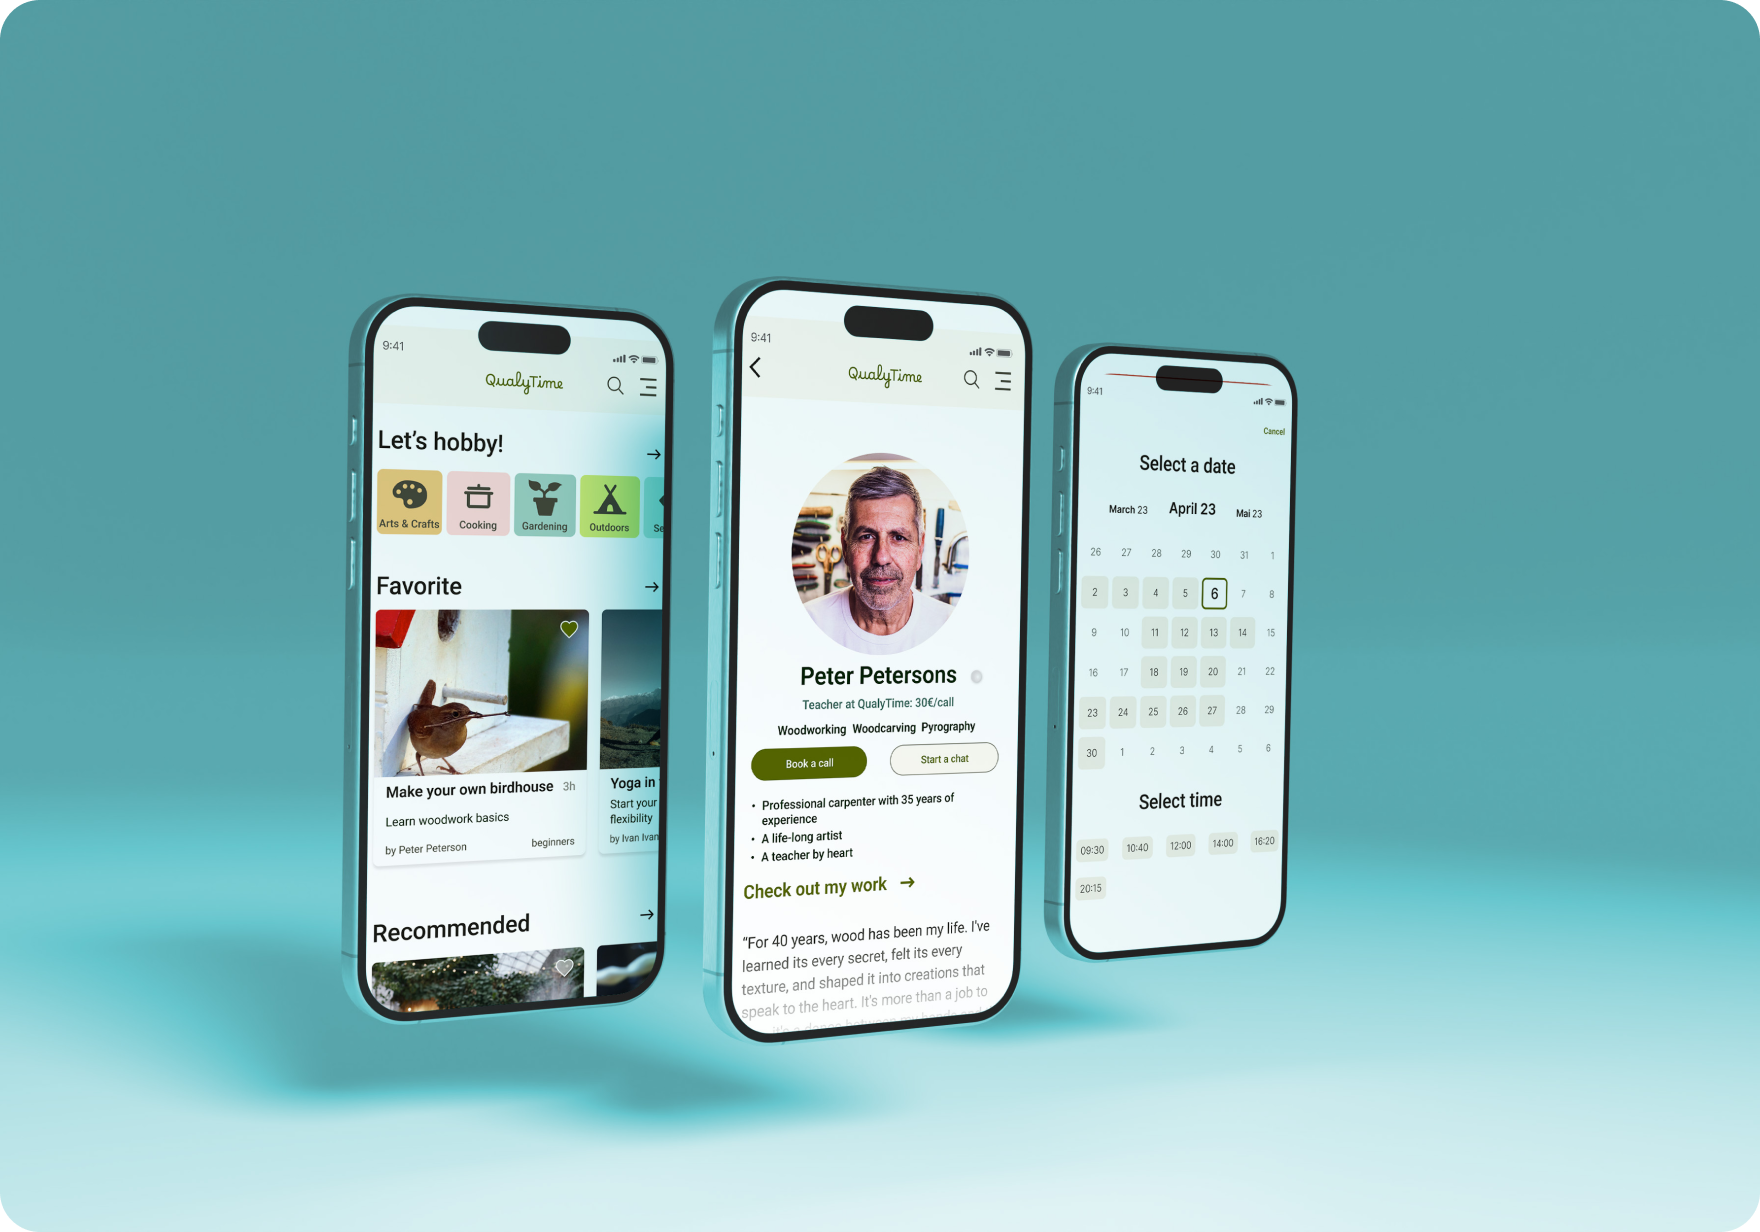 9:41
QualyTime
Let's hobby!
Arts & Crafts
Cooking
Gardening
Outdoors
Se
Favorite
Make your own birdhouse 3h
Learn woodwork basics
by Peter Peterson
beginners
Yoga in
Start your
flexibility
by Ivan Ivan
Recommended
9:41
QualyTime
Peter Petersons
Teacher at QualyTime: 30€/call
Woodworking Woodcarving Pyrography
Book a call
Start a chat
• Professional carpenter with 35 years of
experience
• A life-long artist
• A teacher by heart
Check out my work →
“For 40 years, wood has been my life. I've
learned its every secret, felt its every
texture, and shaped it into creations that
speak to the heart. It's more than a job to
it's a dance between my hands and
9:41
Cancel
Select a date
March 23 April 23 Mai 23
26 27 28 29 30 31 1
2 3 4 5 6 7 8
9 10 11 12 13 14 15
16 17 18 19 20 21 22
23 24 25 26 27 28 29
30 1 2 3 4 5 6
Select time
09:30 10:40 12:00 14:00 16:20
20:15